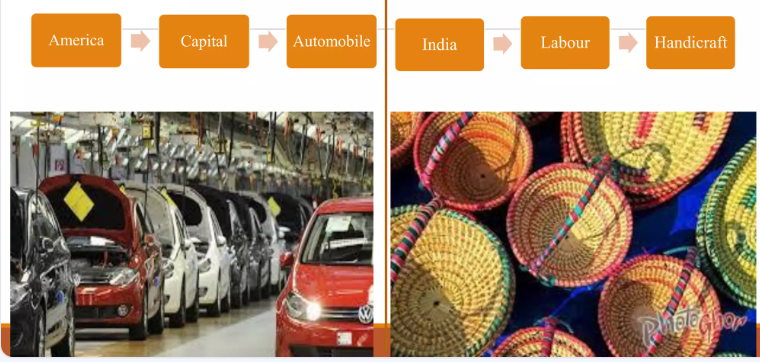 America
Capital
Automobile
India
Labour
Handicraft